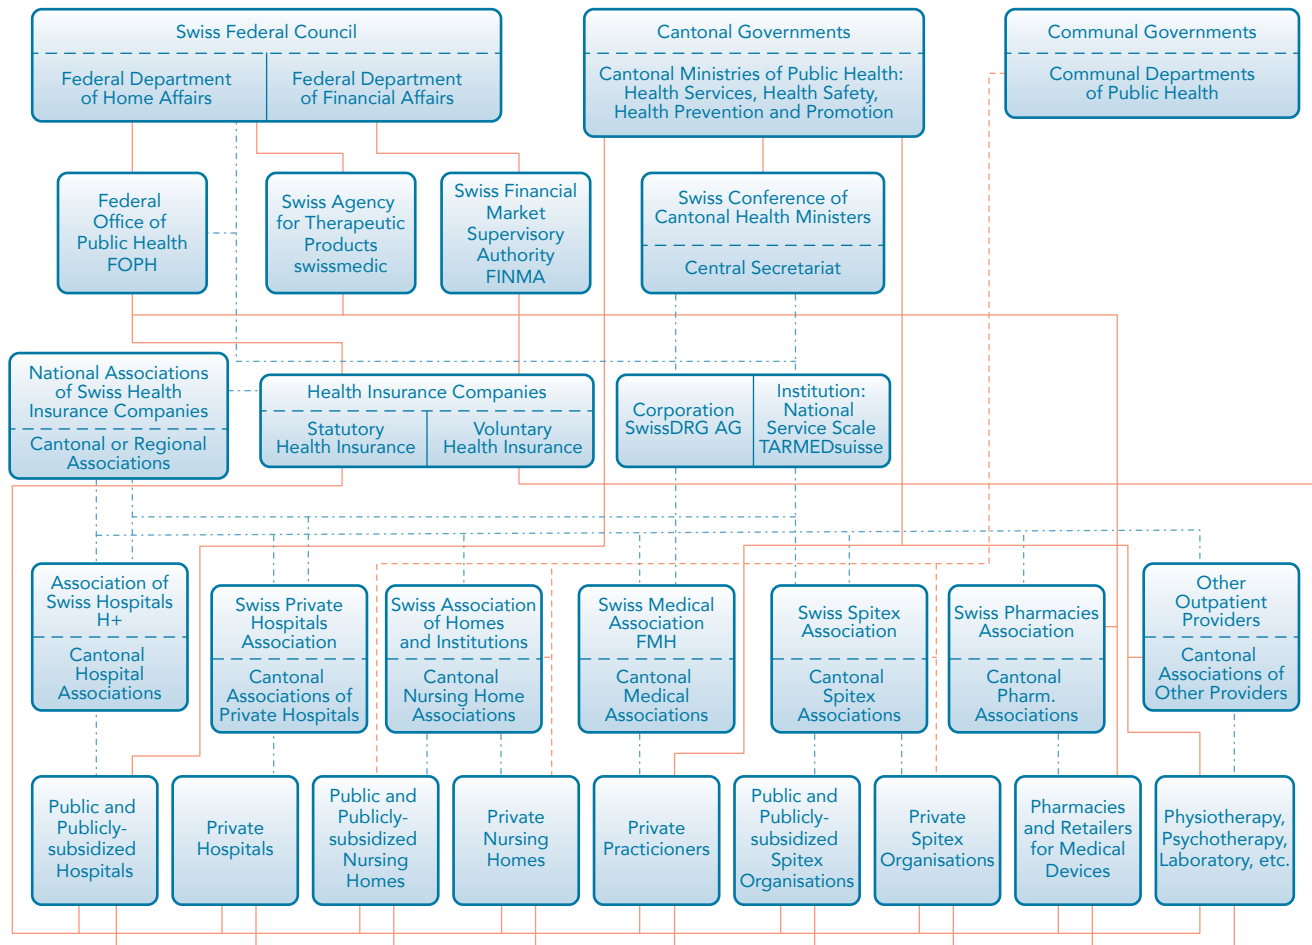 Swiss Federal Council
Federal Department
of Home Affairs
Federal Department
of Financial Affairs
Cantonal Governments
Cantonal Ministries of Public Health:
Health Services, Health Safety,
Health Prevention and Promotion
Communal Governments
Communal Departments
of Public Health
Federal
Office of
Public Health
FOPH
Swiss Agency
for Therapeutic
Products
swissmedic
Swiss Financial
Market
Supervisory
Authority
FINMA
Swiss Conference of
Cantonal Health Ministers
Central Secretariat
National Associations
of Swiss Health
Insurance Companies
Cantonal or Regional
Associations
Health Insurance Companies
Statutory
Health Insurance
Voluntary
Health Insurance
Corporation
SwissDRG AG
Institution:
National
Service Scale
TARMEDsuisse
Association of
Swiss Hospitals
H+
Cantonal
Hospital
Associations
Swiss Private
Hospitals
Association
Cantonal
Associations of
Private Hospitals
Swiss Association
of Homes
and Institutions
Cantonal
Nursing Home
Associations
Swiss Medical
Association
FMH
Cantonal
Medical
Associations
Swiss Spitex
Association
Cantonal
Spitex
Associations
Swiss Pharmacies
Association
Cantonal
Pharm.
Associations
Other
Outpatient
Providers
Cantonal
Associations of
Other Providers
Public and
Publicly-
subsidized
Hospitals
Private
Hospitals
Public and
Publicly-
subsidized
Nursing
Homes
Private
Nursing
Homes
Private
Practicioners
Public and
Publicly-
subsidized
Spitex
Organisations
Private
Spitex
Organisations
Pharmacies
and Retailers
for Medical
Devices
Physiotherapy,
Psychotherapy,
Laboratory, etc.